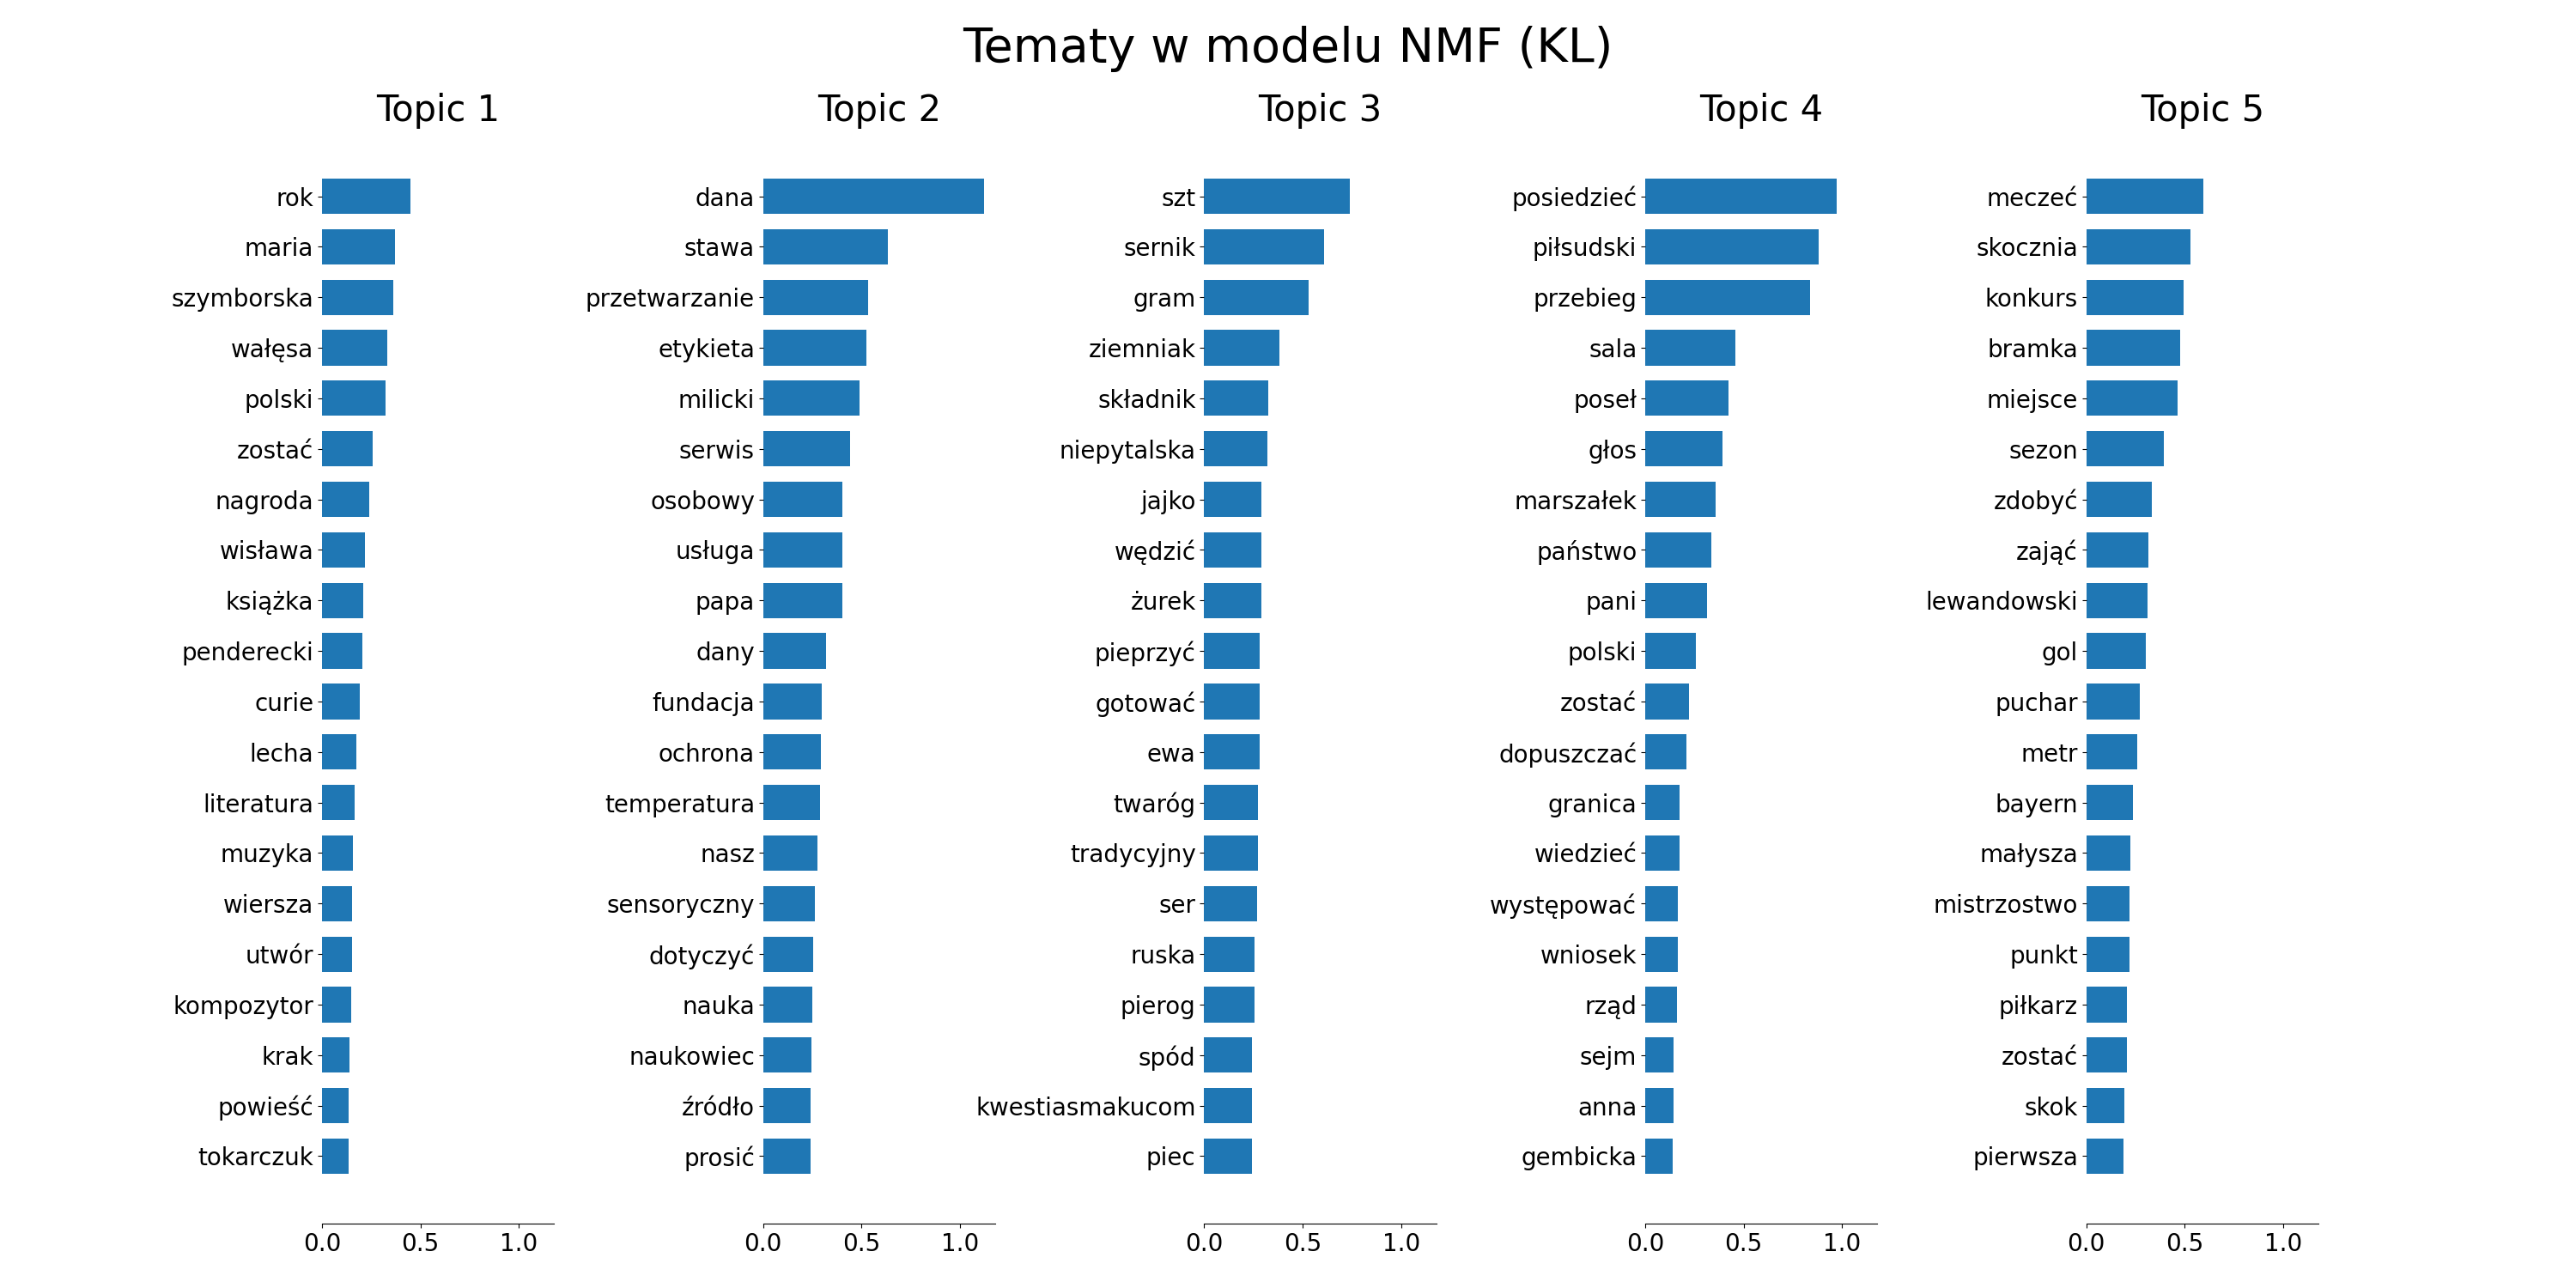 Tematy w modelu NMF (KL)
Topic 1
rok
maria
szymborska
wałęsa
polski
zostać
nagroda
wisława
książka
penderecki
curie
lecha
literatura
muzyka
wiersza
utwór
kompozytor
krak
powieść
tokarczuk
0.0 0.5 1.0
Topic 2
dana
stawa
przetwarzanie
etykieta
milicki
serwis
osobowy
usługa
papa
dany
fundacja
ochrona
temperatura
nasz
sensoryczny
dotyczyć
nauka
naukowiec
źródło
prosić
0.0 0.5 1.0
Topic 3
szt
sernik
gram
ziemniak
składnik
niepytalska
jajko
wędzić
żurek
pieprzyć
gotować
ewa
twaróg
tradycyjny
ser
ruska
pierog
spód
kwestiasmakucom
piec
0.0 0.5 1.0
Topic 4
posiedzieć
piłsudski
przebieg
sala
poseł
głos
marszałek
państwo
pani
polski
zostać
dopuszczać
granica
wiedzieć
występować
wniosek
rząd
sejm
anna
gembicka
0.0 0.5 1.0
Topic 5
meczeć
skocznia
konkurs
bramka
miejsce
sezon
zdobyć
zająć
lewandowski
gol
puchar
metr
bayern
małysza
mistrzostwo
punkt
piłkarz
zostać
skok
pierwsza
0.0 0.5 1.0